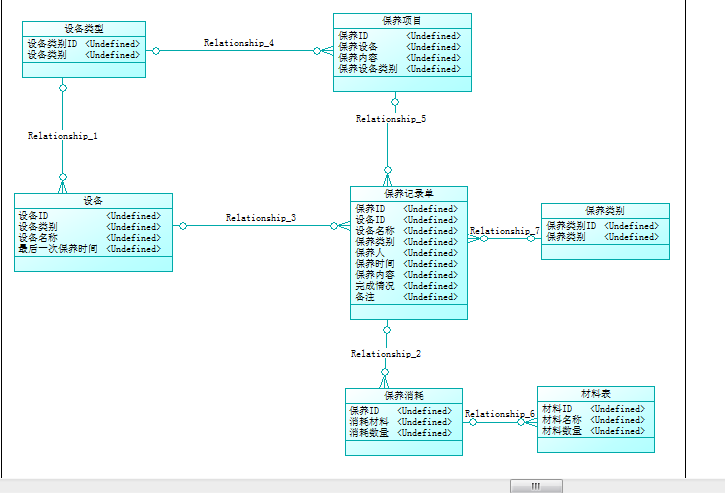 设备类型
设备类别ID <Undefined>
设备类别 <Undefined>
Relationship_4
保养项目
保养ID <Undefined>
保养设备 <Undefined>
保养内容 <Undefined>
保养设备类别 <Undefined>
Relationship_1
Relationship_5
设备
设备ID <Undefined>
设备类别 <Undefined>
设备名称 <Undefined>
最后一次保养时间 <Undefined>
Relationship_3
保养记录单
保养ID <Undefined>
设备ID <Undefined>
设备名称 <Undefined>
保养类别 <Undefined>
保养人 <Undefined>
保养时间 <Undefined>
保养内容 <Undefined>
完成情况 <Undefined>
备注 <Undefined>
Relationship_7
保养类别
保养类别ID <Undefined>
保养类别 <Undefined>
Relationship_2
保养消耗
保养ID <Undefined>
消耗材料 <Undefined>
消耗数量 <Undefined>
Relationship_6
材料表
材料ID <Undefined>
材料名称 <Undefined>
材料数量 <Undefined>